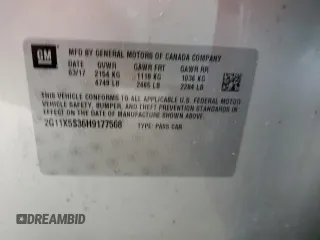 GM
MFD BY GENERAL MOTORS OF CANADA COMPANY
DATE GVWR GAWR FRT GAWR RR
03/17 2154 KG 1118 KG 1036 KG
4749 LB 2465 LB 2284 LB
THIS VEHICLE CONFORMS TO ALL APPLICABLE U.S. FEDERAL MOTOR
VEHICLE SAFETY, BUMPER, AND THEFT PREVENTION STANDARDS
IN EFFECT ON THE DATE OF MANUFACTURE SHOWN ABOVE.
2G11X5S36H9177568 TYPE: PASS CAR
DREAMBID